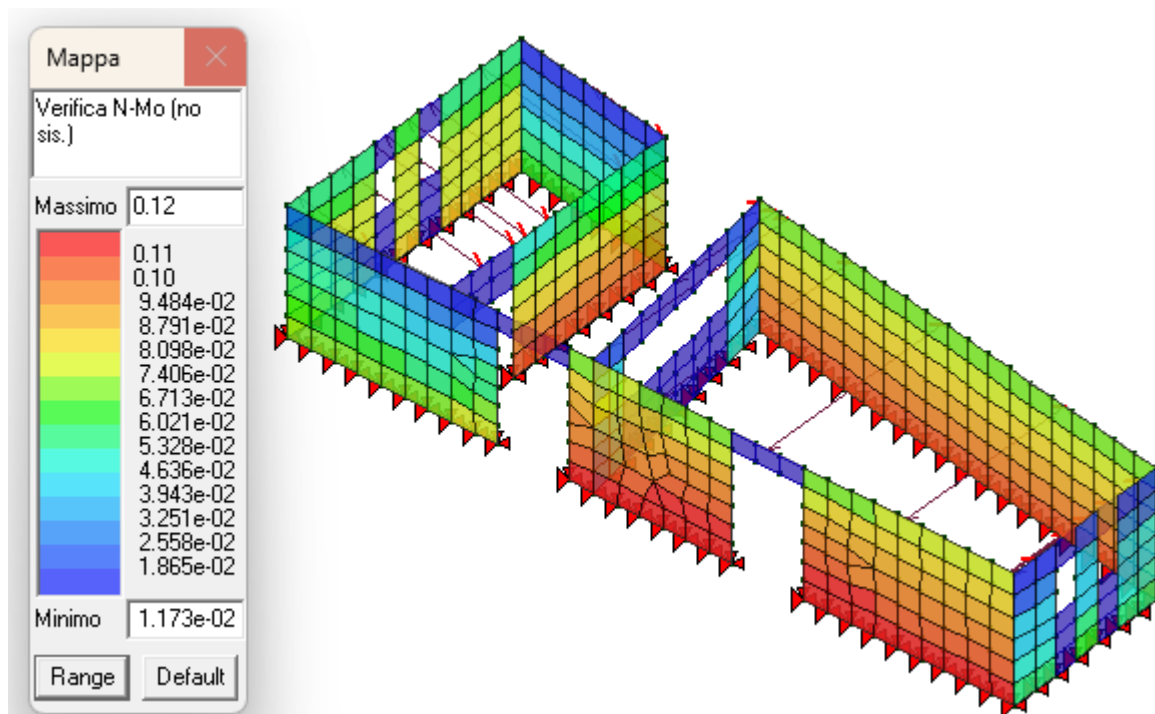 Mappa
Verifica N-Mo (no
sis.)
Massimo 0.12
0.11
0.10
9.484e-02
8.791e-02
8.098e-02
7.406e-02
6.713e-02
6.021e-02
5.328e-02
4.636e-02
3.943e-02
3.251e-02
2.558e-02
1.865e-02
Minimo 1.173e-02
Range Default